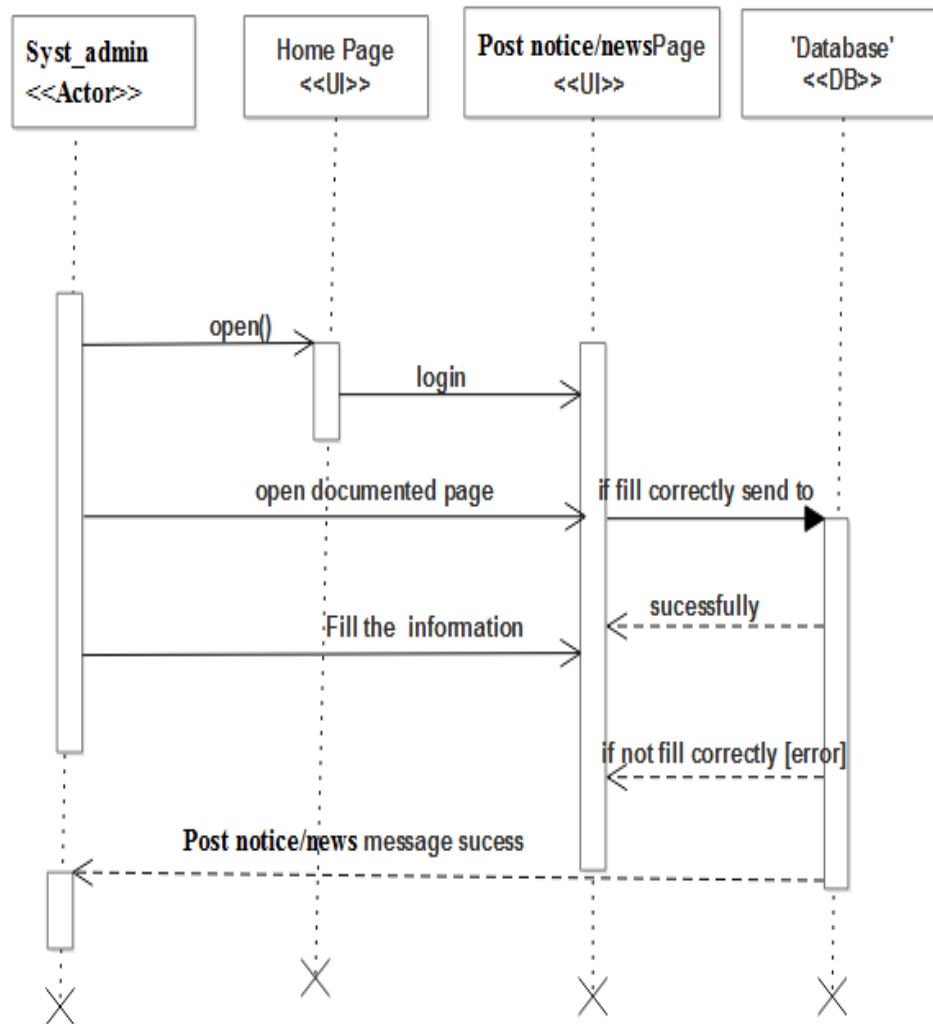 Syst_admin
<<Actor>>
Home Page
<<UI>>
Post notice/newsPage
<<UI>>
'Database'
<<DB>>
open()
login
open documented page
if fill correctly send to
sucessfully
Fill the information
if not fill correctly [error]
Post notice/news message sucess